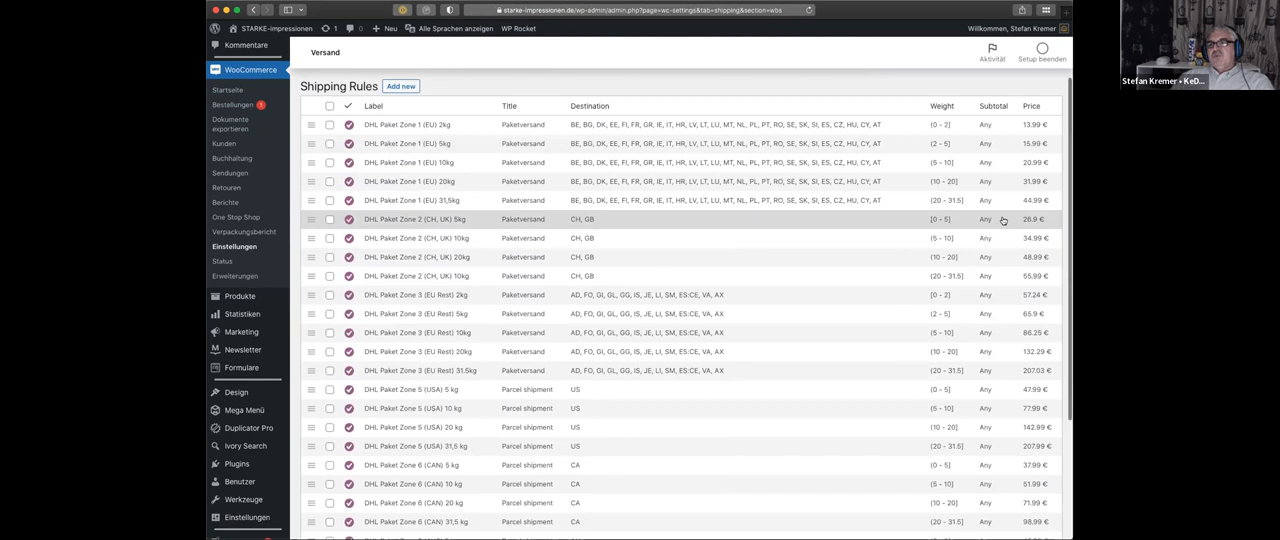 starke-impressionen.de/wp-admin/admin.php?page=wc-settings&tab=shipping&section=wbs
STARKE-impressionen 1 0 + Neu Alle Sprachen anzeigen WP Rocket Willkommen, Stefan Kremer
Kommentare
WooCommerce
Startseite
Bestellungen 1
Dokumente
exportieren
Kunden
Buchhaltung
Sendungen
Retouren
Berichte
One Stop Shop
Verpackungsbericht
Einstellungen
Status
Erweiterungen
Produkte
Statistiken
Marketing
Newsletter
Formulare
Design
Mega Menü
Duplicator Pro
Ivory Search
Plugins
Benutzer
Werkzeuge
Einstellungen
Versand
Aktivität Setup beenden
Shipping Rules Add new
Label Title Destination Weight Subtotal Price
DHL Paket Zone 1 (EU) 2kg Paketversand BE, BG, DK, EE, FI, FR, GR, IE, IT, HR, LV, LT, LU, MT, NL, PL, PT, RO, SE, SK, SI, ES, CZ, HU, CY, AT (0 - 2] Any 13.99 €
DHL Paket Zone 1 (EU) 5kg Paketversand BE, BG, DK, EE, FI, FR, GR, IE, IT, HR, LV, LT, LU, MT, NL, PL, PT, RO, SE, SK, SI, ES, CZ, HU, CY, AT (2 - 5] Any 15.99 €
DHL Paket Zone 1 (EU) 10kg Paketversand BE, BG, DK, EE, FI, FR, GR, IE, IT, HR, LV, LT, LU, MT, NL, PL, PT, RO, SE, SK, SI, ES, CZ, HU, CY, AT (5 - 10] Any 20.99 €
DHL Paket Zone 1 (EU) 20kg Paketversand BE, BG, DK, EE, FI, FR, GR, IE, IT, HR, LV, LT, LU, MT, NL, PL, PT, RO, SE, SK, SI, ES, CZ, HU, CY, AT (10 - 20] Any 31.99 €
DHL Paket Zone 1 (EU) 31,5kg Paketversand BE, BG, DK, EE, FI, FR, GR, IE, IT, HR, LV, LT, LU, MT, NL, PL, PT, RO, SE, SK, SI, ES, CZ, HU, CY, AT (20 - 31.5] Any 44.99 €
DHL Paket Zone 2 (CH, UK) 5kg Paketversand CH, GB [0 - 5] Any 26.9 €
DHL Paket Zone 2 (CH, UK) 10kg Paketversand CH, GB (5 - 10] Any 34.99 €
DHL Paket Zone 2 (CH, UK) 20kg Paketversand CH, GB (10 - 20] Any 48.99 €
DHL Paket Zone 2 (CH, UK) 10kg Paketversand CH, GB (20 - 31.5] Any 55.99 €
DHL Paket Zone 3 (EU Rest) 2kg Paketversand AD, FO, GI, GL, GG, IS, JE, LI, SM, ES:CE, VA, AX [0 - 2] Any 57.24 €
DHL Paket Zone 3 (EU Rest) 5kg Paketversand AD, FO, GI, GL, GG, IS, JE, LI, SM, ES:CE, VA, AX (2 - 5] Any 65.9 €
DHL Paket Zone 3 (EU Rest) 10kg Paketversand AD, FO, GI, GL, GG, IS, JE, LI, SM, ES:CE, VA, AX (5 - 10] Any 86.25 €
DHL Paket Zone 3 (EU Rest) 20kg Paketversand AD, FO, GI, GL, GG, IS, JE, LI, SM, ES:CE, VA, AX (10 - 20] Any 132.29 €
DHL Paket Zone 3 (EU Rest) 31.5kg Paketversand AD, FO, GI, GL, GG, IS, JE, LI, SM, ES:CE, VA, AX (20 - 31.5] Any 207.03 €
DHL Paket Zone 5 (USA) 5 kg Parcel shipment US (0 - 5] Any 47.99 €
DHL Paket Zone 5 (USA) 10 kg Parcel shipment US (5 - 10] Any 77.99 €
DHL Paket Zone 5 (USA) 20 kg Parcel shipment US (10 - 20] Any 142.99 €
DHL Paket Zone 5 (USA) 31,5 kg Parcel shipment US (20 - 31.5] Any 207.99 €
DHL Paket Zone 6 (CAN) 5 kg Parcel shipment CA (0 - 5] Any 37.99 €
DHL Paket Zone 6 (CAN) 10 kg Parcel shipment CA (5 - 10] Any 51.99 €
DHL Paket Zone 6 (CAN) 20 kg Parcel shipment CA (10 - 20] Any 71.99 €
DHL Paket Zone 6 (CAN) 31,5 kg Parcel shipment CA (20 - 31.5] Any 98.99 €
Stefan Kremer • KeD...